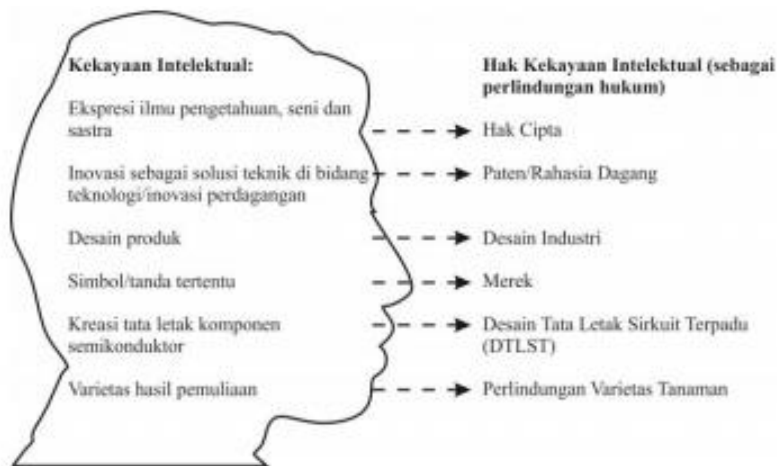 Kekayaan Intelektual:
Hak Kekayaan Intelektual (sebagai
perlindungan hukum)
Ekspresi ilmu pengetahuan, seni dan
sastra
Hak Cipta
Inovasi sebagai solusi teknik di bidang
teknologi/inovasi perdagangan
Paten/Rahasia Dagang
Desain produk
Desain Industri
Simbol/tanda tertentu
Merek
Kreasi tata letak komponen
semikonduktor
Desain Tata Letak Sirkuit Terpadu
(DTLST)
Varietas hasil pemuliaan
Perlindungan Varietas Tanaman